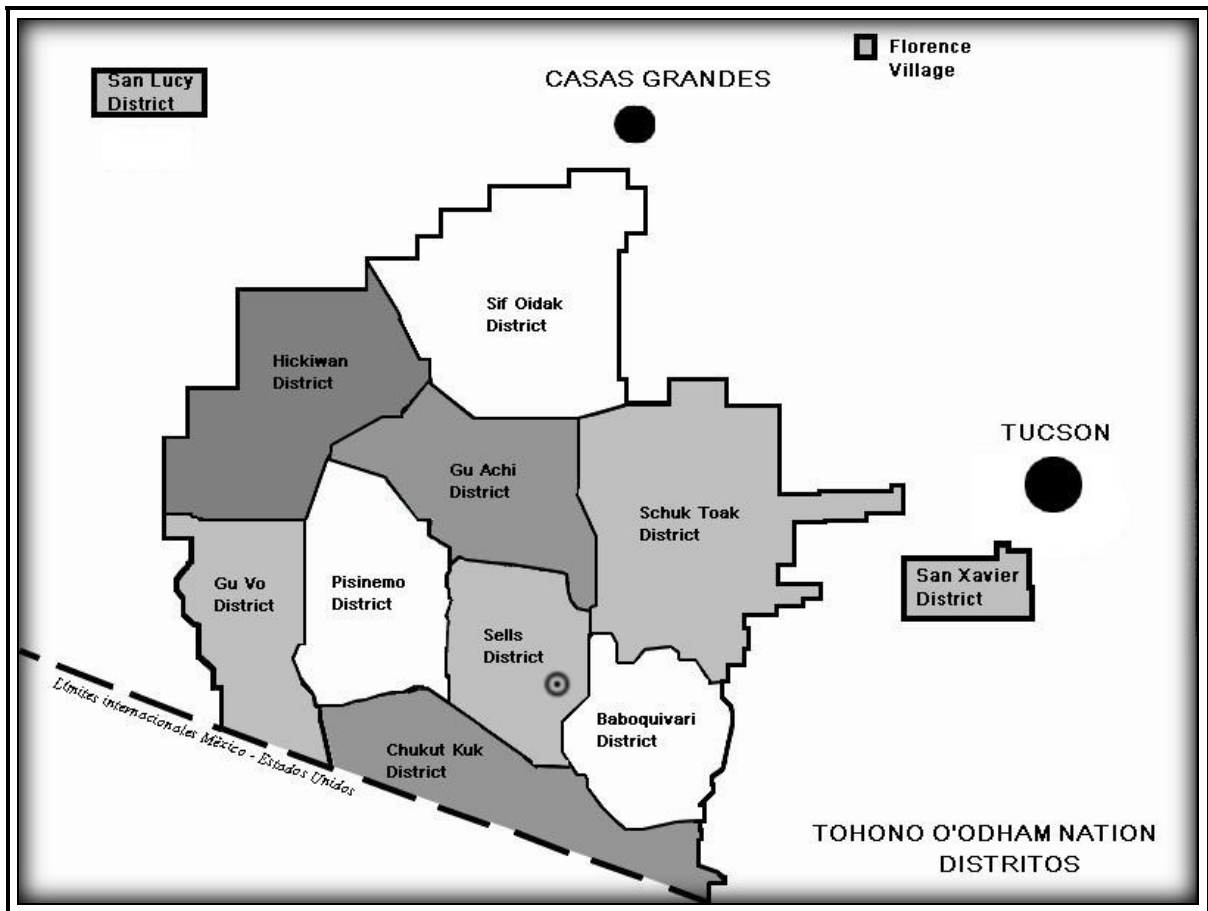 San Lucy
District
CASAS GRANDES
Florence
Village
Sif Oidak
District
Hickiwan
District
Gu Achi
District
TUCSON
Schuk Toak
District
San Xavier
District
Gu Vo
District
Pisinemo
District
Sells
District
Baboquivari
District
Chukut Kuk
District
Límites internacionales Mèxico - Estados Unidos
TOHONO O'ODHAM NATION
DISTRITOS